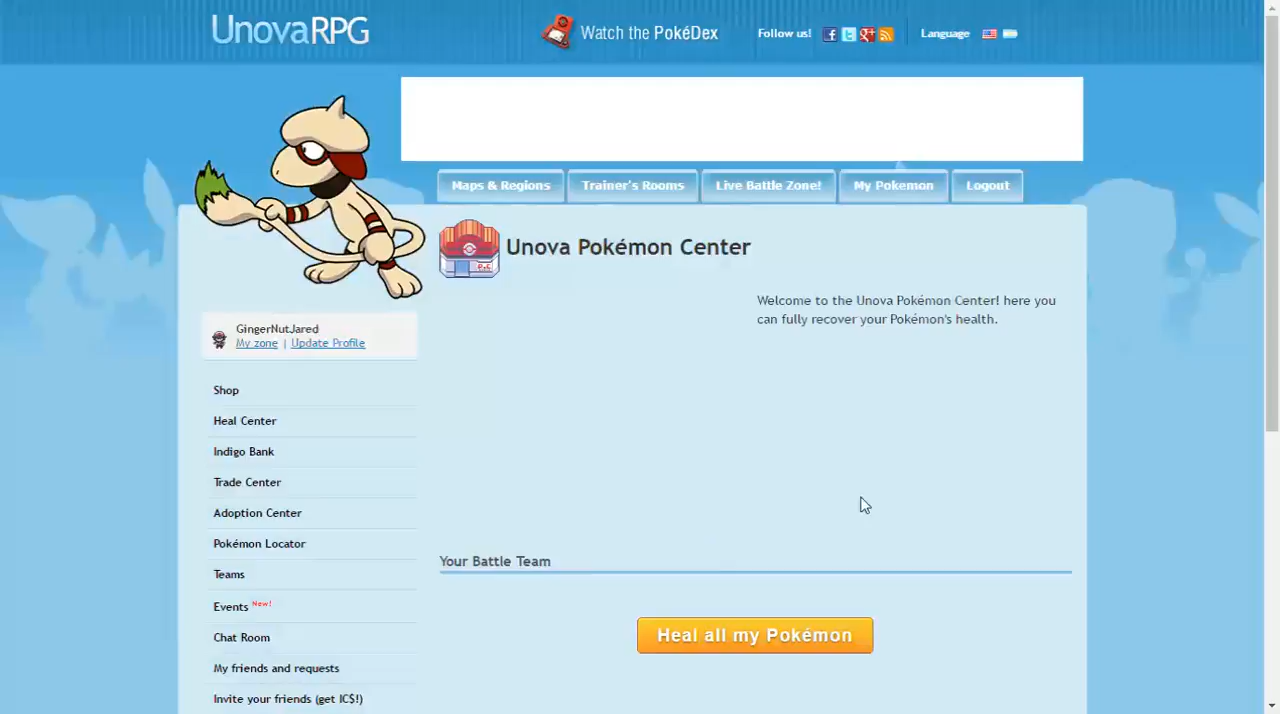 UnovaRPG
Watch the PokéDex
Follow us!
Language
Maps & Regions
Trainer's Rooms
Live Battle Zone!
My Pokemon
Logout
Unova Pokémon Center
Welcome to the Unova Pokémon Center! here you
can fully recover your Pokémon's health.
GingerNutJared
My zone | Update Profile
Shop
Heal Center
Indigo Bank
Trade Center
Adoption Center
Pokémon Locator
Teams
Events New!
Chat Room
My friends and requests
Invite your friends (get IC$!)
Your Battle Team
Heal all my Pokémon